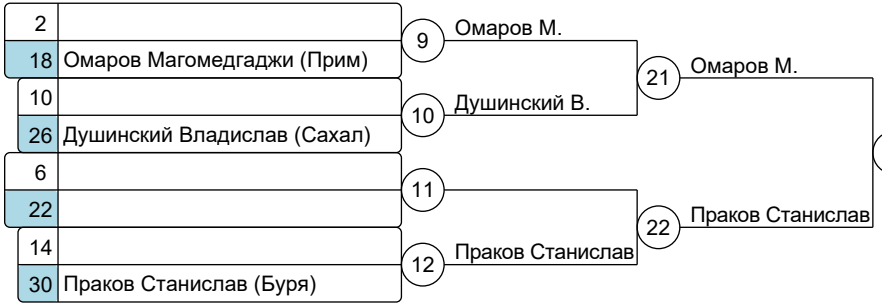 2
18 Омаров Магомедгаджи (Прим)
9 Омаров М.
10
26 Душинский Владислав (Сахал)
10 Душинский В.
21 Омаров М.
6
22
11
14
30 Праков Станислав (Буря)
12 Праков Станислав
22 Праков Станислав